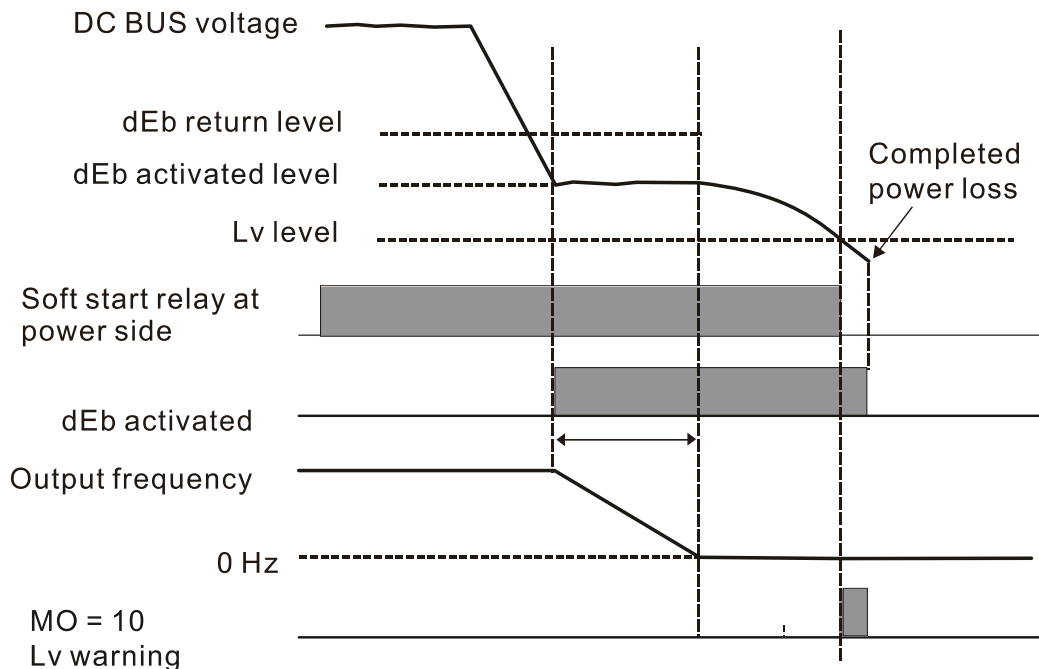 DC BUS voltage
dEb return level
dEb activated level
Completed
power loss
Lv level
Soft start relay at
power side
dEb activated
Output frequency
0 Hz
MO = 10
Lv warning